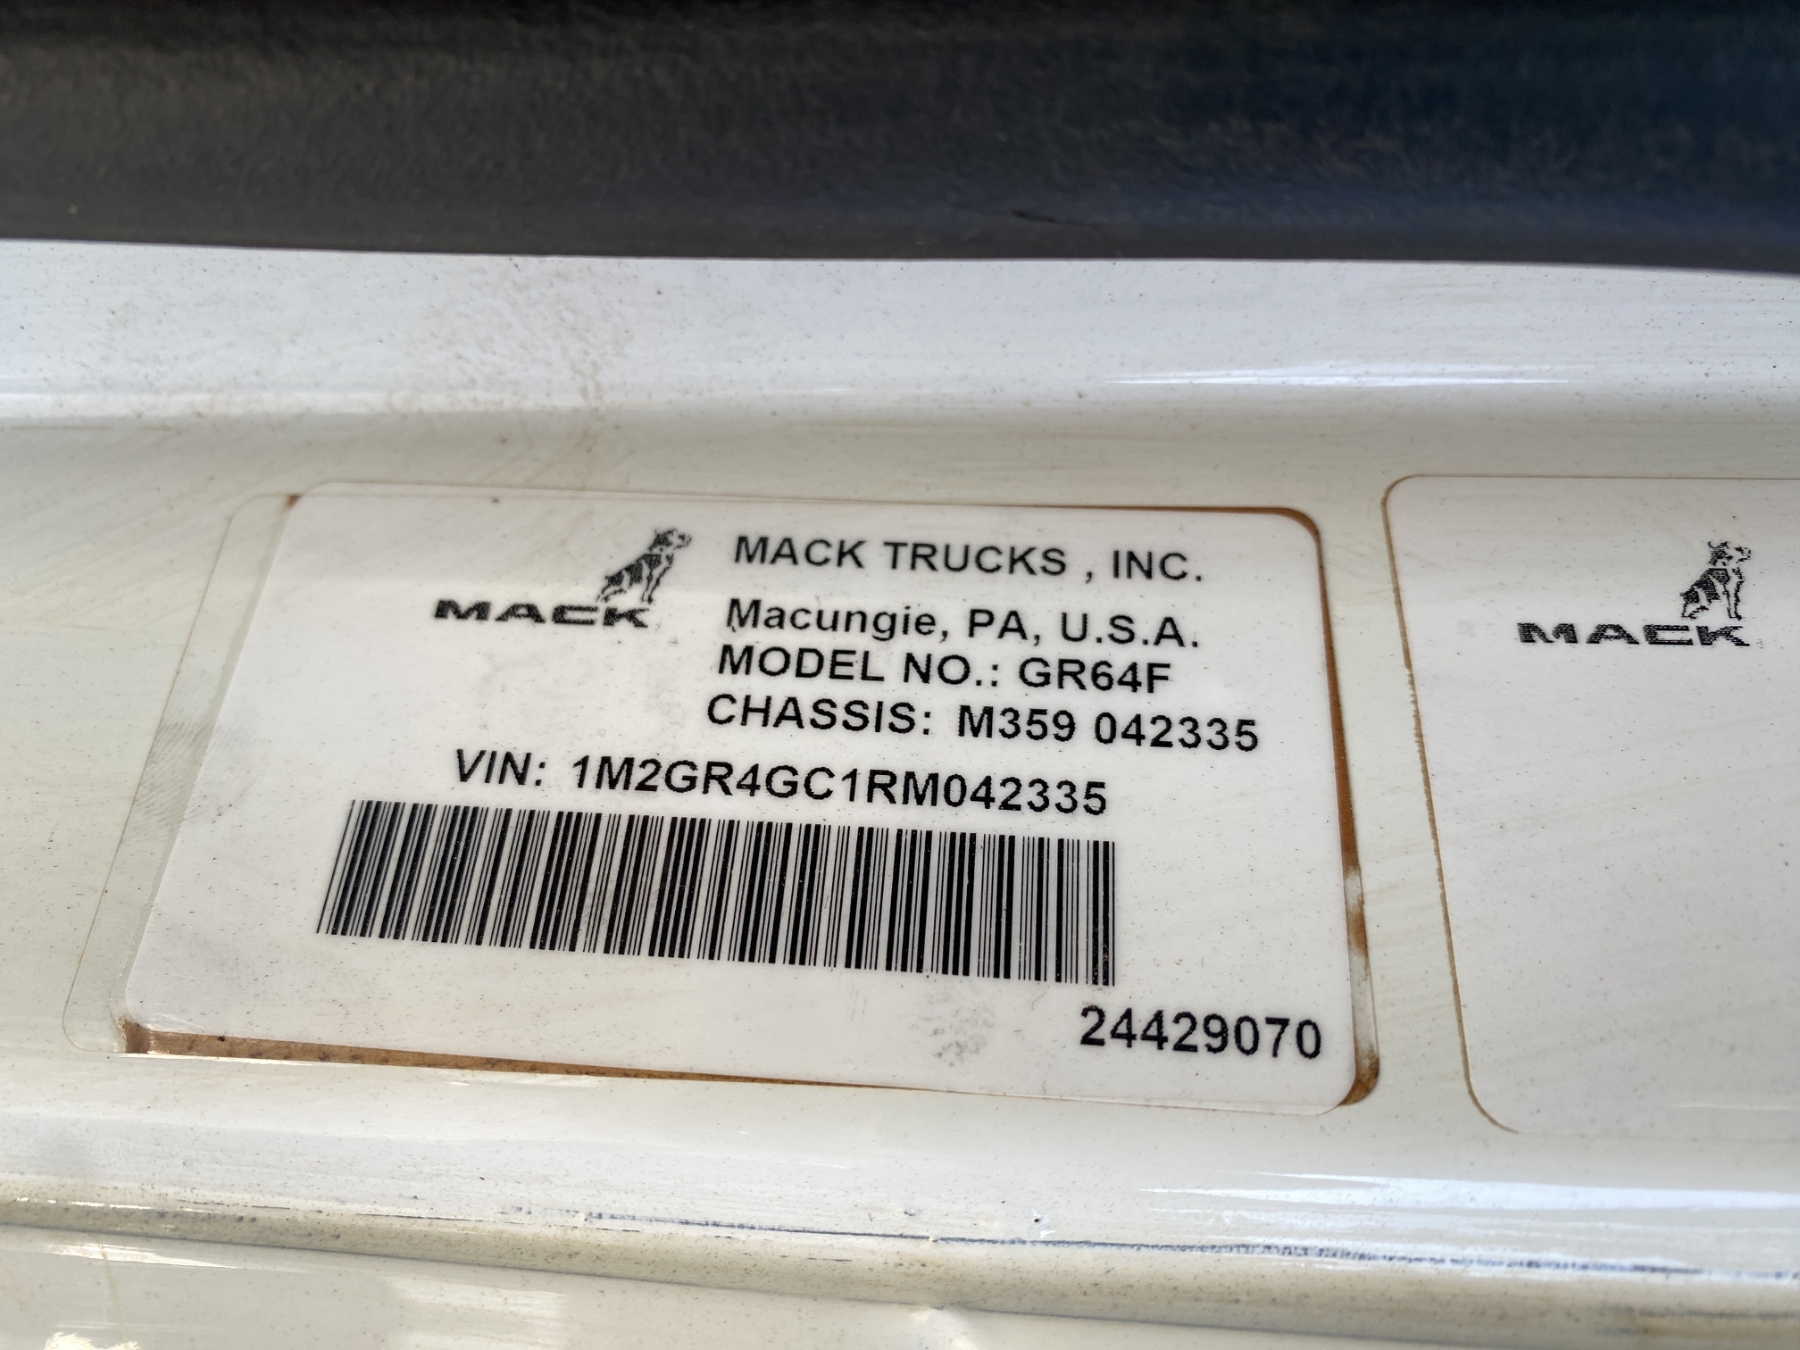 MACK
MACK TRUCKS , INC.
Macungie, PA, U.S.A.
MODEL NO.: GR64F
CHASSIS: M359 042335
VIN: 1M2GR4GC1RM042335
24429070
MACK